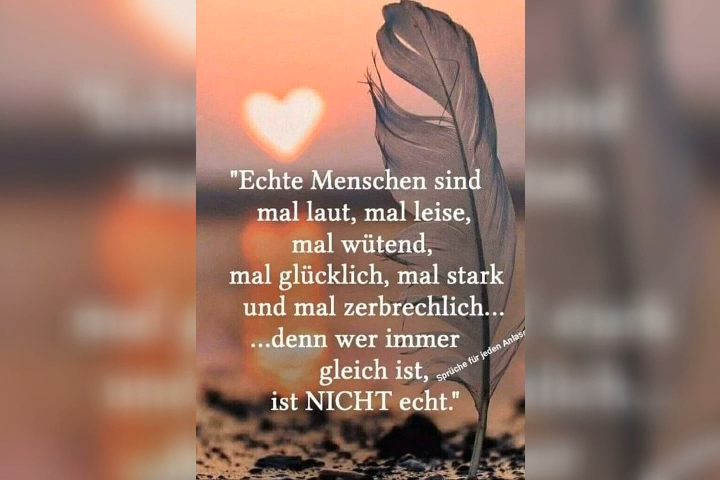 "Echte Menschen sind
mal laut, mal leise,
mal wütend,
mal glücklich, mal stark
und mal zerbrechlich...
...denn wer immer
gleich ist,
ist NICHT echt."
Sprüche für jeden Anlass